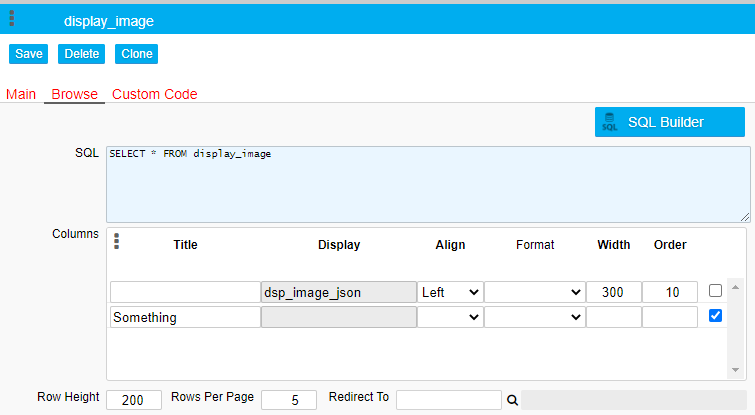 display_image
Save Delete Clone
Main Browse Custom Code
SQL SQL Builder
SQL SELECT * FROM display_image
Columns Title Display Align Format Width Order
dsp_image_json Left 300 10
Something
Row Height 200 Rows Per Page 5 Redirect To